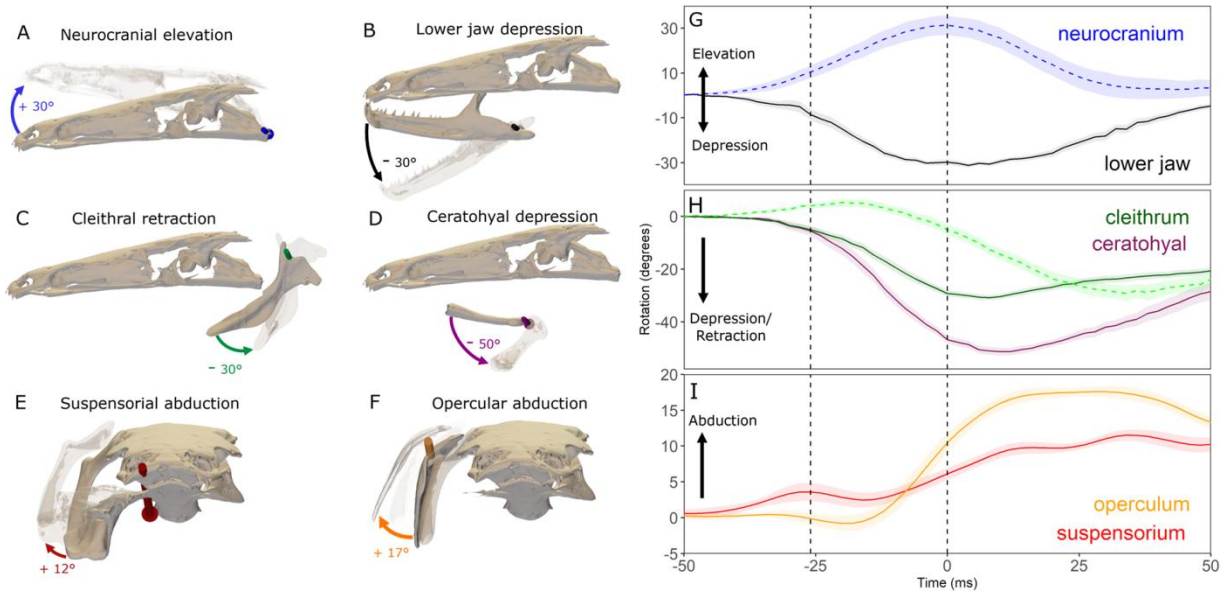 A
Neurocranial elevation
+ 30°
B
Lower jaw depression
- 30°
C
Cleithral retraction
- 30°
D
Ceratohyal depression
- 50°
E
Suspensorial abduction
+ 12°
F
Opercular abduction
+ 17°
G
Elevation
Depression
neurocranium
lower jaw
30
10
-10
-30
H
Depression/
Retraction
cleithrum
ceratohyal
0
-20
-40
Rotation (degrees)
I
Abduction
operculum
suspensorium
20
15
10
5
0
-5
-50
-25
0
25
50
Time (ms)